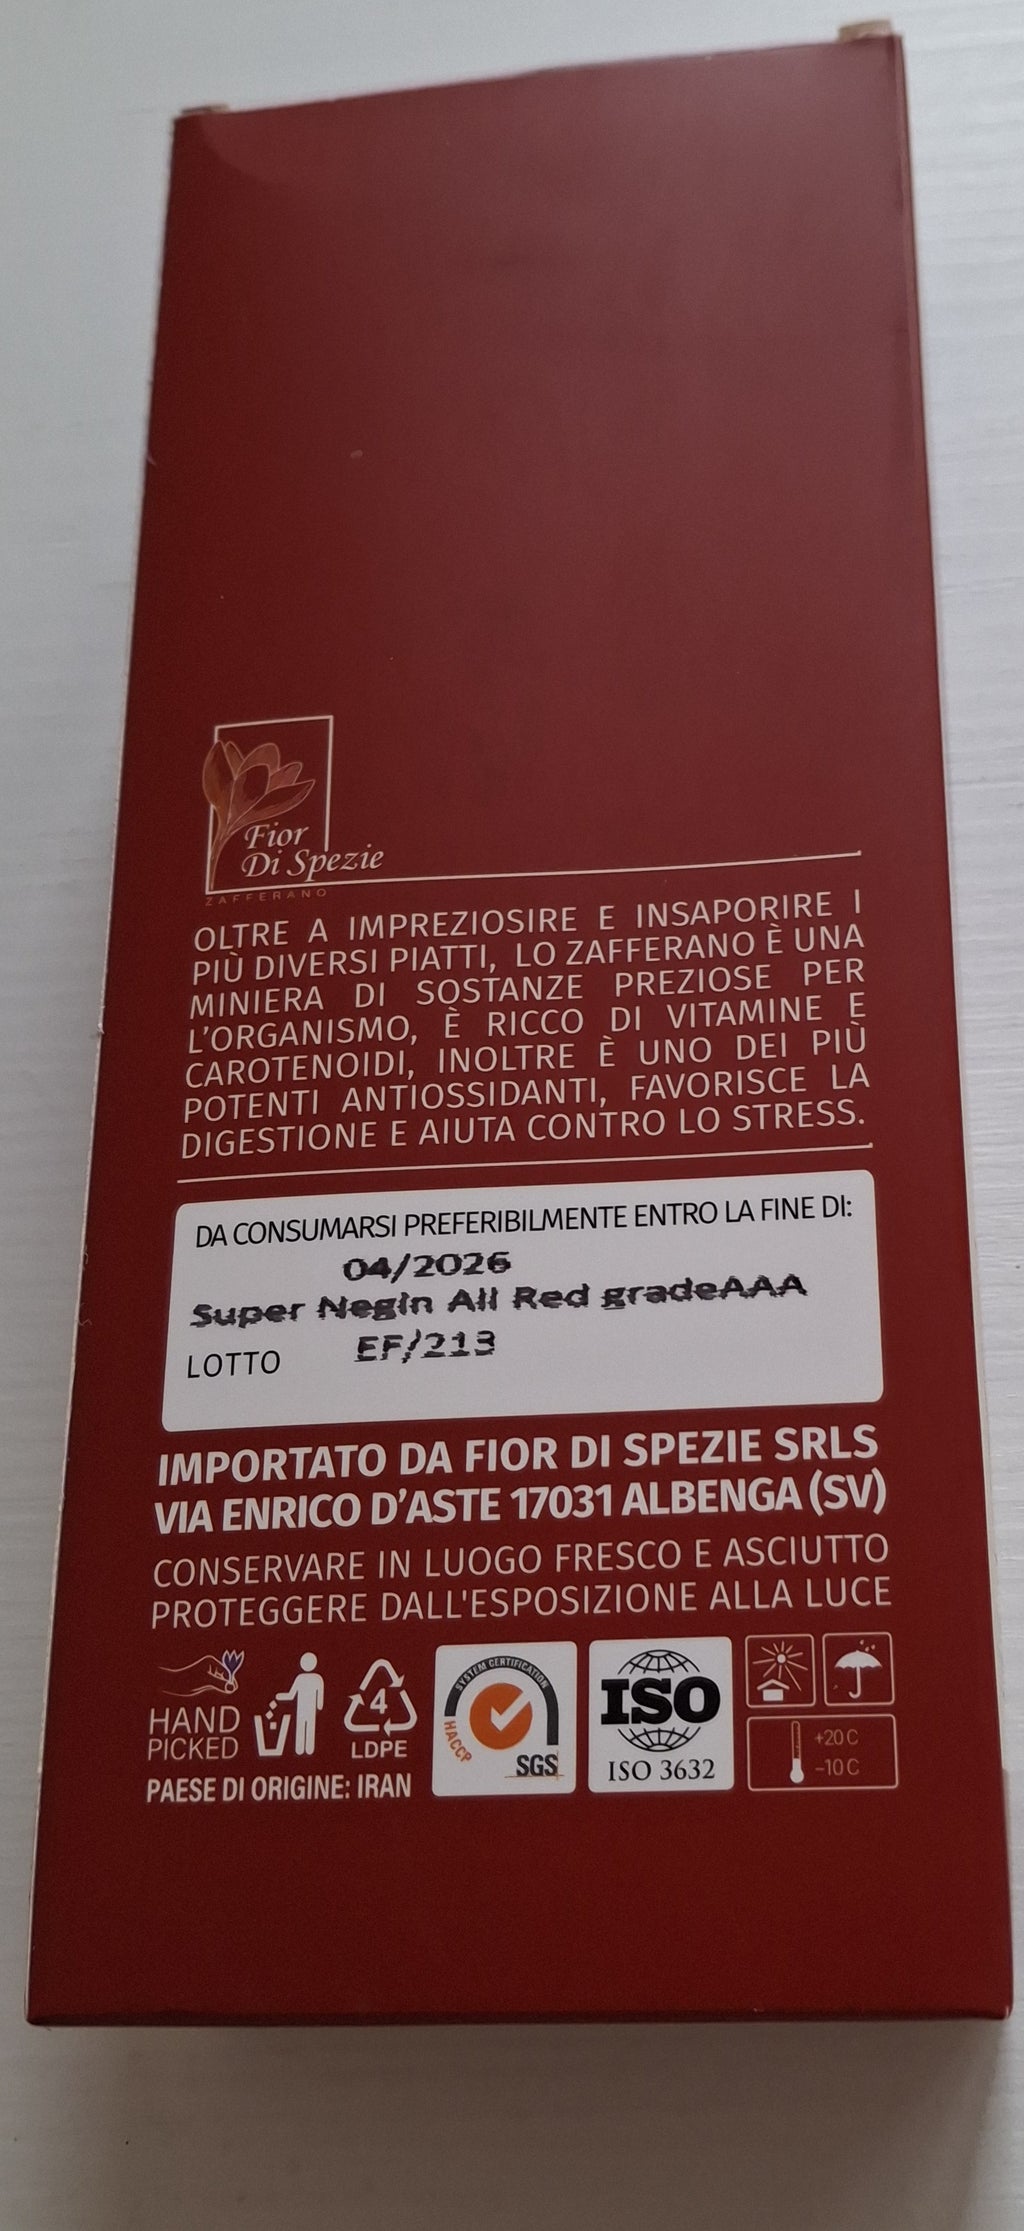 Fior
Di Spezie
ZAFFERANO
OLTRE A IMPREZIOSIRE E INSAPORIRE I
PIÙ DIVERSI PIATTI, LO ZAFFERANO È UNA
MINIERA DI SOSTANZE PREZIOSE PER
L'ORGANISMO, È RICCO DI VITAMINE E
CAROTENOIDI, INOLTRE È UNO DEI PIÙ
POTENTI ANTIOSSIDANTI, FAVORISCE LA
DIGESTIONE E AIUTA CONTRO LO STRESS.
DA CONSUMARSI PREFERIBILMENTE ENTRO LA FINE DI:
04/2026
Super Negin All Red gradeAAA
LOTTO EF/213
IMPORTATO DA FIOR DI SPEZIE SRLS
VIA ENRICO D'ASTE 17031 ALBENGA (SV)
CONSERVARE IN LUOGO FRESCO E ASCIUTTO
PROTEGGERE DALL'ESPOSIZIONE ALLA LUCE
HAND
PICKED
4
LDPE
SYSTEM CERTIFICATION
HACCP
SGS
ISO
ISO 3632
+20 C
-10 C
PAESE DI ORIGINE: IRAN